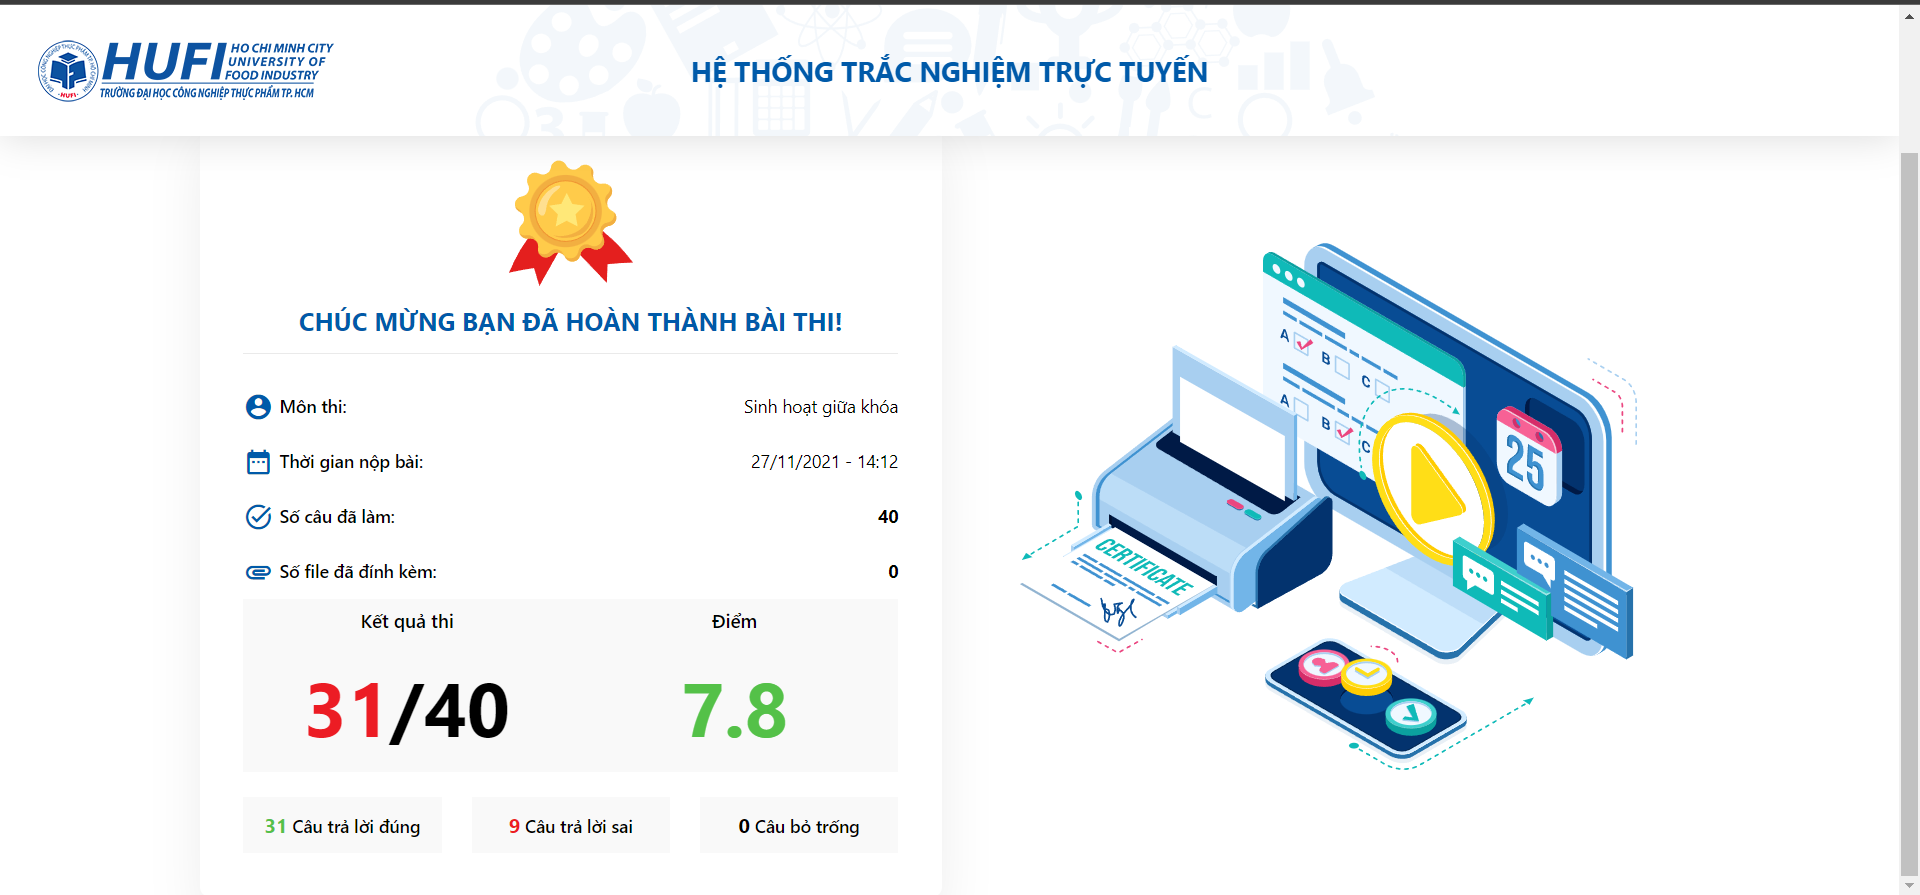 HUFI
HO CHI MINH CITY
UNIVERSITY OF
FOOD INDUSTRY
TRƯỜNG ĐẠI HỌC CÔNG NGHIỆP THỰC PHẨM TP. HCM
HỆ THỐNG TRẮC NGHIỆM TRỰC TUYẾN
CHÚC MỪNG BẠN ĐÃ HOÀN THÀNH BÀI THI!
Môn thi: Sinh hoạt giữa khóa
Thời gian nộp bài: 27/11/2021 - 14:12
Số câu đã làm: 40
Số file đã đính kèm: 0
Kết quả thi Điểm
31/40 7.8
31 Câu trả lời đúng 9 Câu trả lời sai 0 Câu bỏ trống
A B C
A B C
25
CERTIFICATE